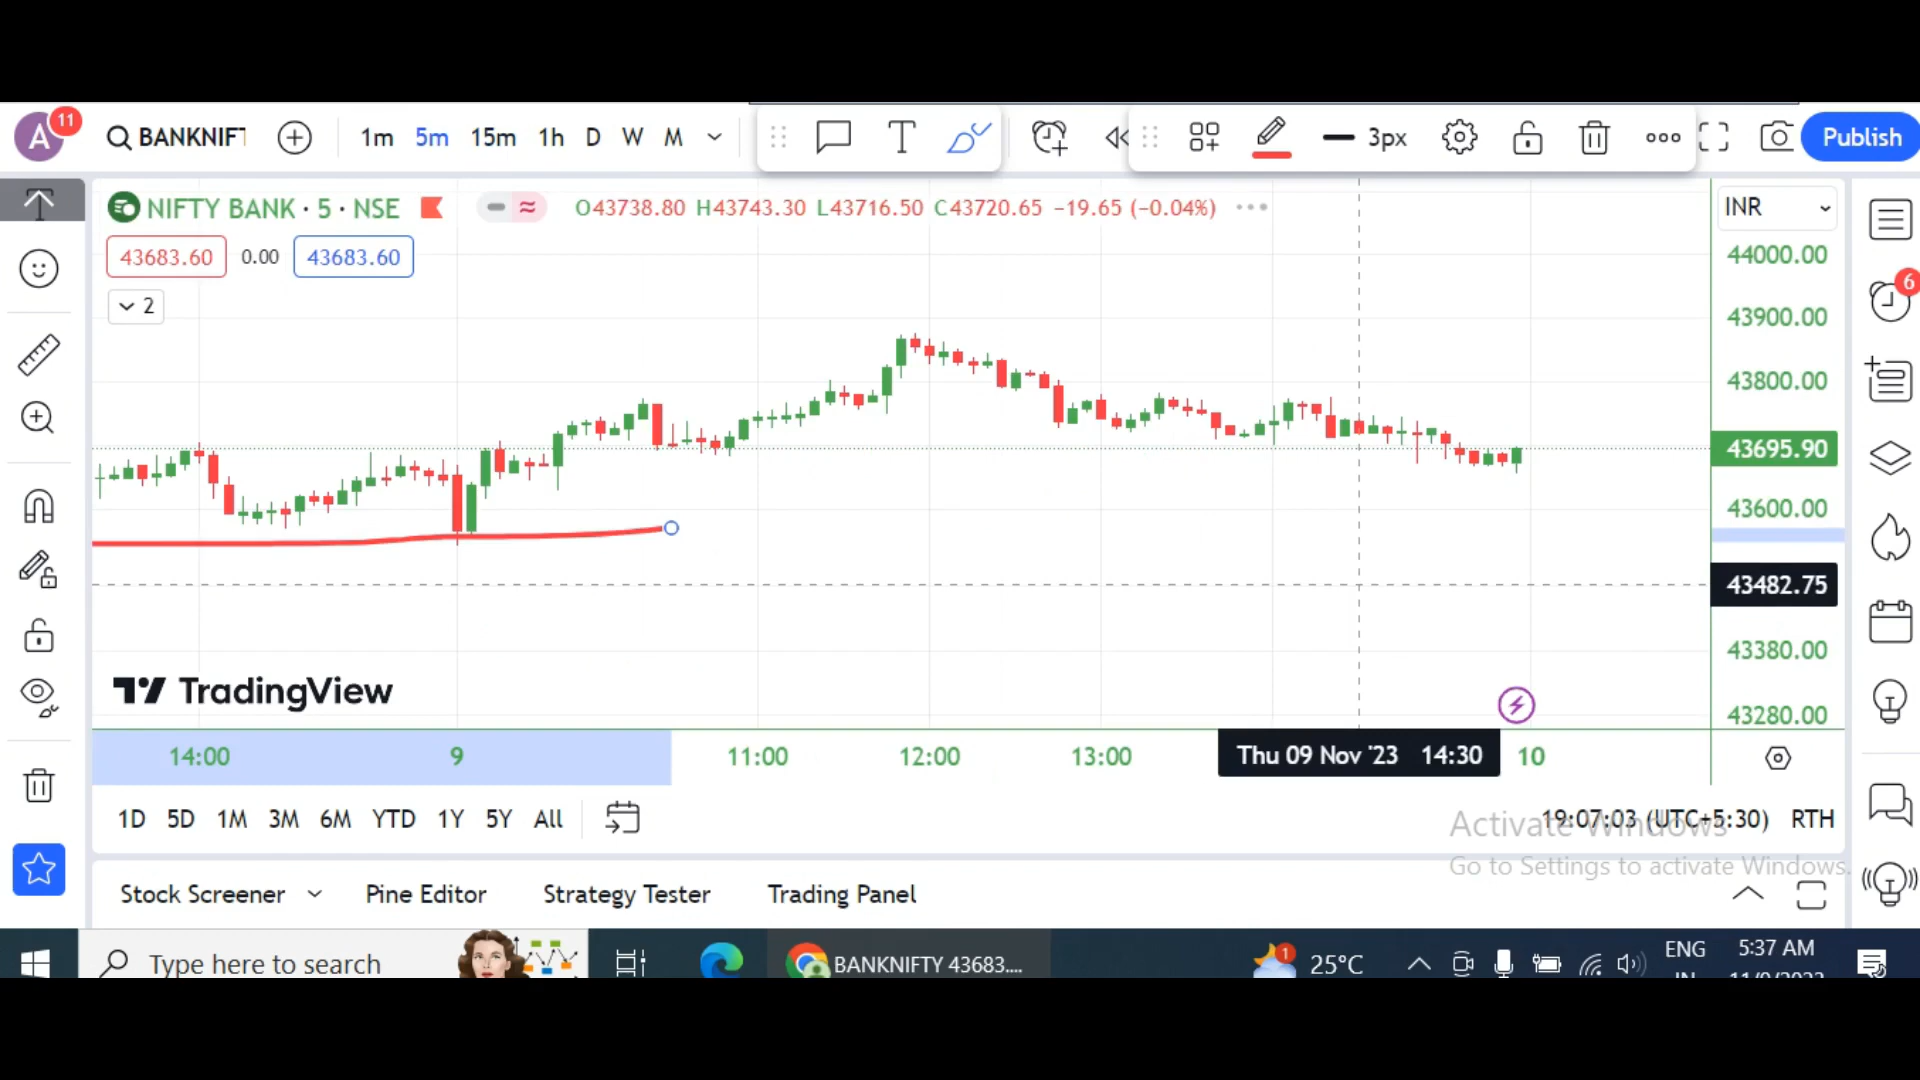 A 11 BANKNIFT 1m 5m 15m 1h D W M T 3px Publish
NIFTY BANK · 5 · NSE O43738.80 H43743.30 L43716.50 C43720.65 −19.65 (−0.04%) INR
43683.60 0.00 43683.60
2
44000.00
6
43900.00
43800.00
43695.90
43600.00
43482.75
43380.00
43280.00
TradingView
14:00 9 11:00 12:00 13:00 Thu 09 Nov '23 14:30 10
1D 5D 1M 3M 6M YTD 1Y 5Y All 19:07:03 (UTC+5:30) RTH
Activate Windows
Go to Settings to activate Windows.
Stock Screener Pine Editor Strategy Tester Trading Panel
Type here to search BANKNIFTY 43683.... 1 25°C ENG 5:37 AM